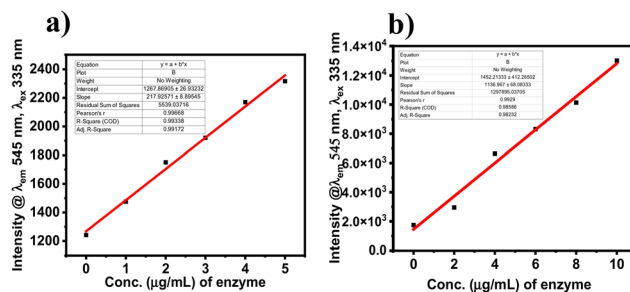 a)
Intensity @ λem 545 nm, λex 335 nm
2400
2200
2000
1800
1600
1400
1200
Equation y = a + b*x
Plot B
Weight No Weighting
Intercept 1267.86905 ± 26.93232
Slope 217.92571 ± 8.89545
Residual Sum of Squares 5539.03716
Pearson's r 0.99668
R-Square (COD) 0.99338
Adj. R-Square 0.99172
0 1 2 3 4 5
Conc. (µg/mL) of enzyme
b)
Intensity @ λem 545 nm, λex 335 nm
1.4×10⁴
1.2×10⁴
1.0×10⁴
8.0×10³
6.0×10³
4.0×10³
2.0×10³
0.0
Equation y = a + b*x
Plot B
Weight No Weighting
Intercept 1452.21333 ± 412.26502
Slope 1136.967 ± 68.08333
Residual Sum of Squares 1297898.03705
Pearson's r 0.9929
R-Square (COD) 0.98586
Adj. R-Square 0.98232
0 2 4 6 8 10
Conc. (µg/mL) of enzyme